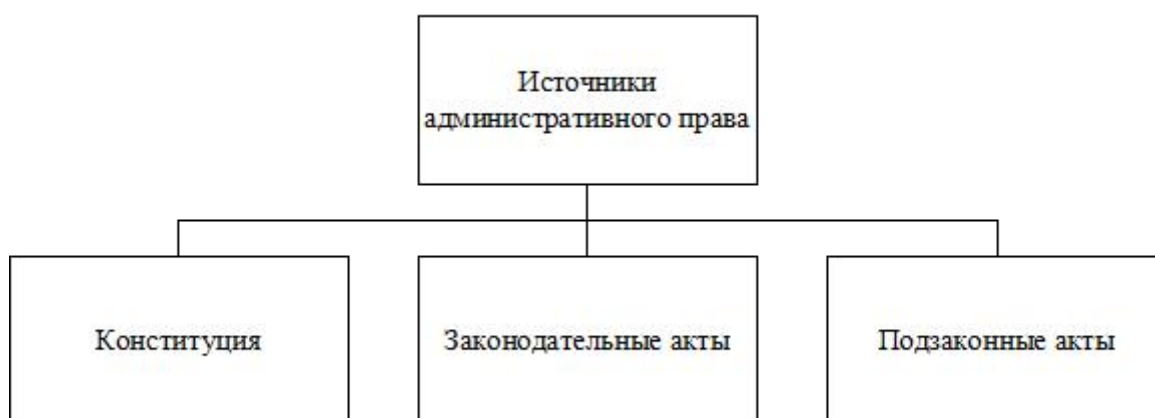 Источники
административного права
Конституция
Законодательные акты
Подзаконные акты